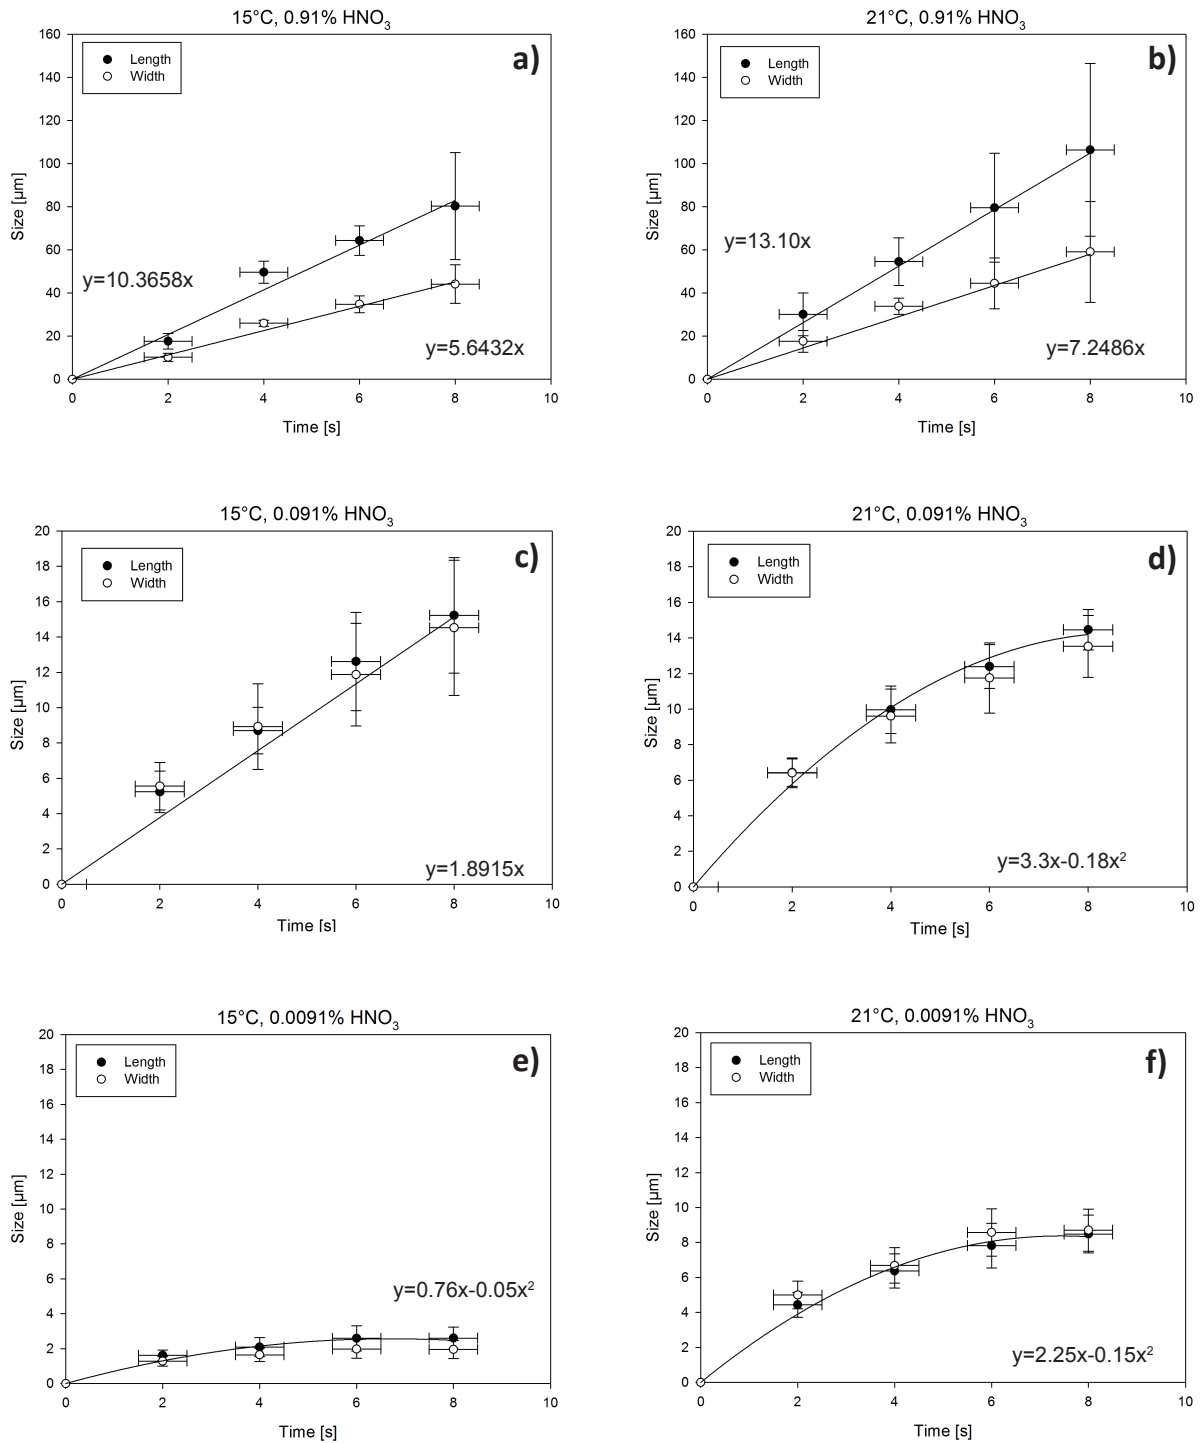 15°C, 0.91% HNO₃
160
140
120
100
80
60
40
20
0
Size [µm]
Length
Width
a)
y=10.3658x
y=5.6432x
0 2 4 6 8 10
Time [s]
21°C, 0.91% HNO₃
160
140
120
100
80
60
40
20
0
Size [µm]
Length
Width
b)
y=13.10x
y=7.2486x
0 2 4 6 8 10
Time [s]
15°C, 0.091% HNO₃
20
18
16
14
12
10
8
6
4
2
0
Size [µm]
Length
Width
c)
y=1.8915x
0 2 4 6 8 10
Time [s]
21°C, 0.091% HNO₃
20
18
16
14
12
10
8
6
4
2
0
Size [µm]
Length
Width
d)
y=3.3x-0.18x²
0 2 4 6 8 10
Time [s]
15°C, 0.0091% HNO₃
20
18
16
14
12
10
8
6
4
2
0
Size [µm]
Length
Width
e)
y=0.76x-0.05x²
0 2 4 6 8 10
Time [s]
21°C, 0.0091% HNO₃
20
18
16
14
12
10
8
6
4
2
0
Size [µm]
Length
Width
f)
y=2.25x-0.15x²
0 2 4 6 8 10
Time [s]